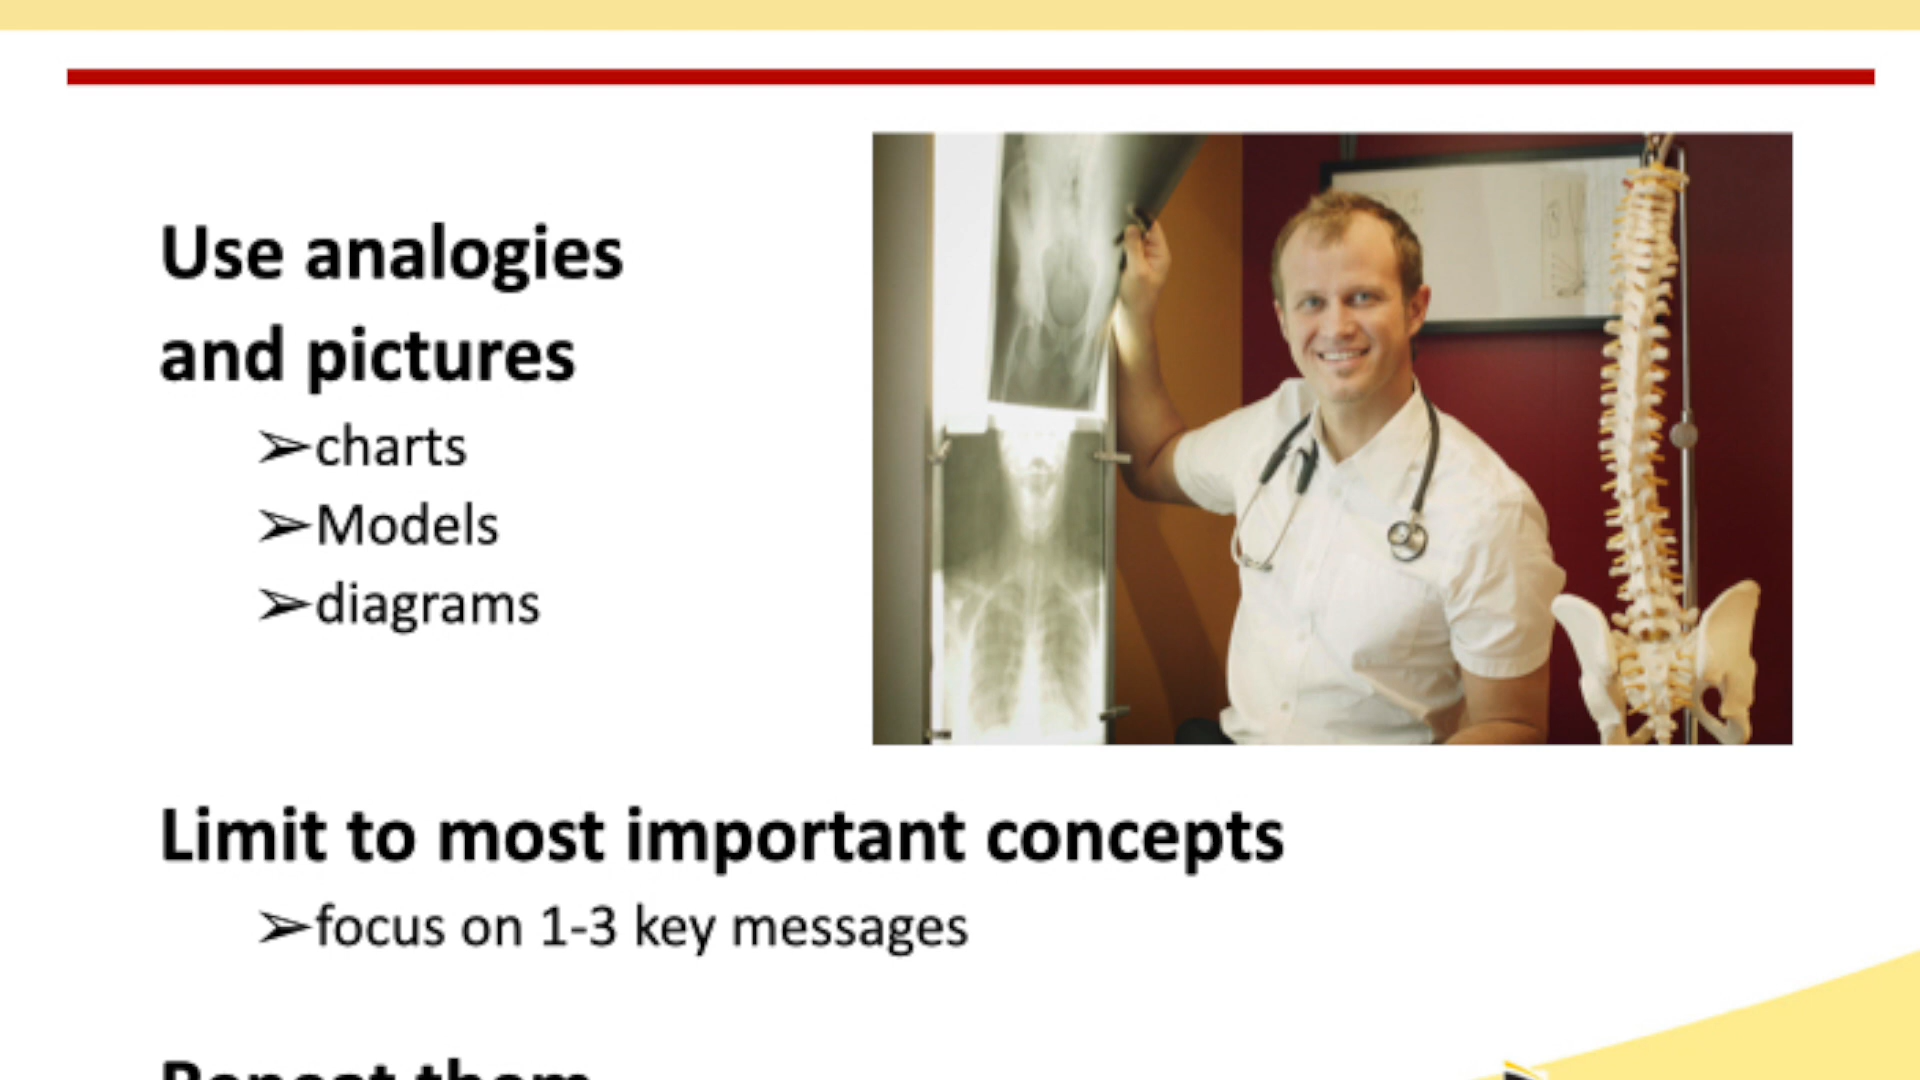 Use analogies
and pictures
➢charts
➢Models
➢diagrams
Limit to most important concepts
➢focus on 1-3 key messages
Repeat them